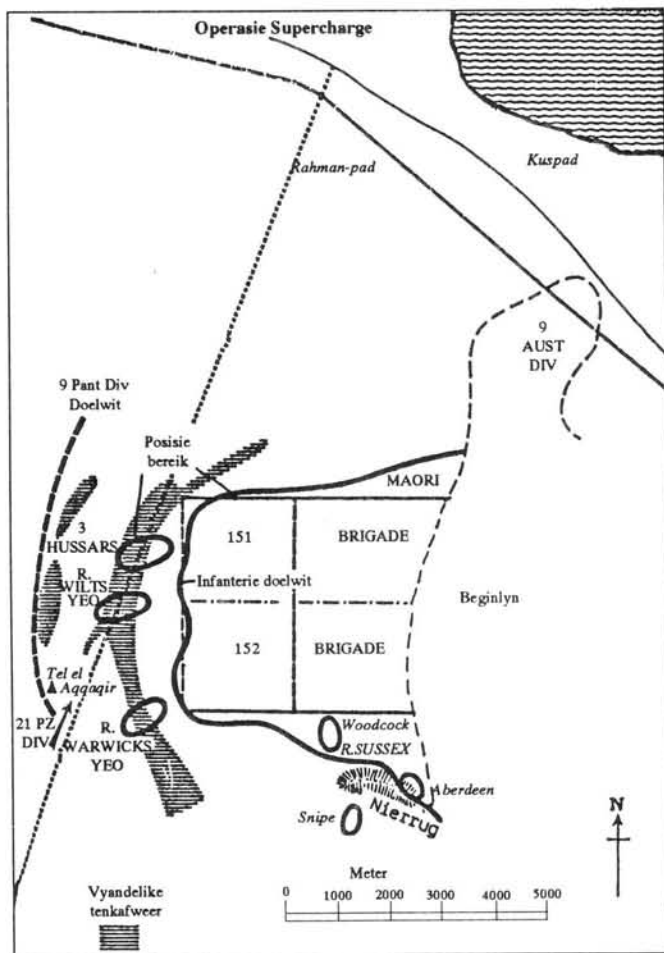 Operasie Supercharge
Rahman-pad
Kuspad
9
AUST
DIV
9 Pant Div
Doelwit
Posisie
bereik
MAORI
3
HUSSARS
151
BRIGADE
Infanterie doelwit
R.
WILTS
YEO
Beginlyn
152
BRIGADE
Tel el
Aqqaqir
21 PZ
DIV
R.
WARWICKS
YEO
Woodcock
R.SUSSEX
Aberdeen
Nierrug
Snipe
N
Meter
0 1000 2000 3000 4000 5000
Vyandelike
tenkafweer